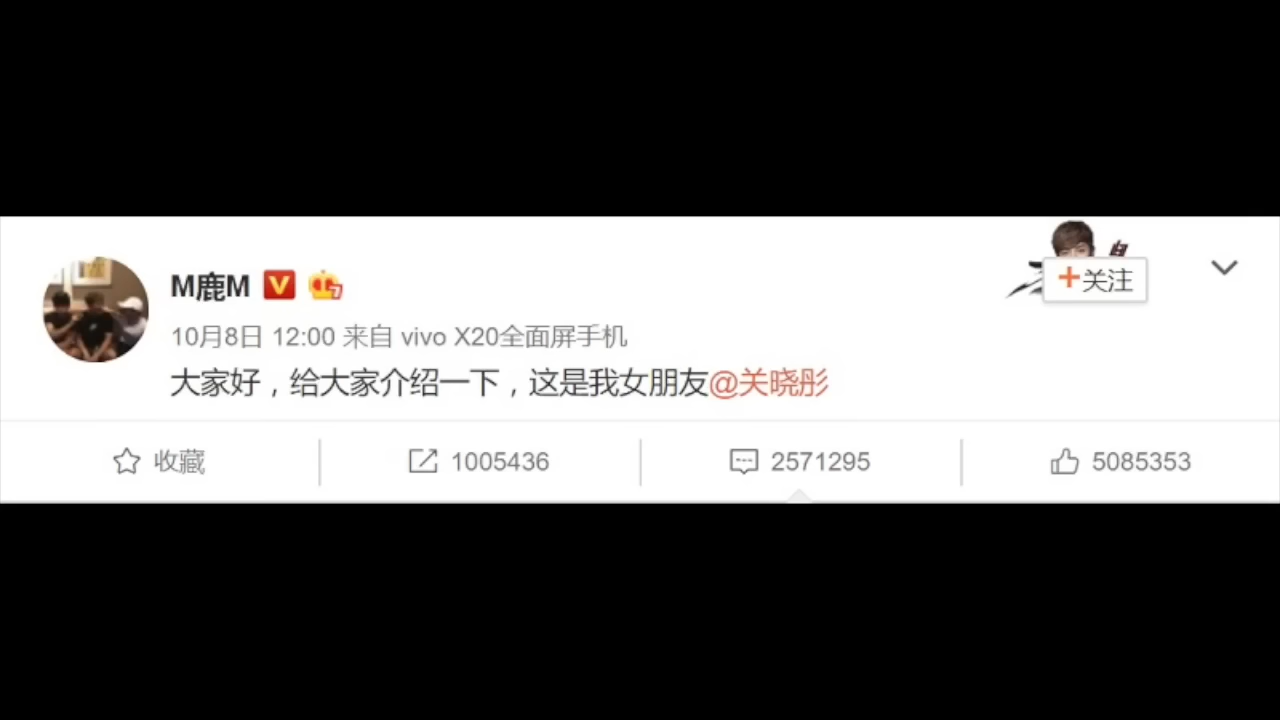 M鹿M
+关注
10月8日 12:00 来自 vivo X20全面屏手机
大家好，给大家介绍一下，这是我女朋友@关晓彤
收藏 1005436 2571295 5085353